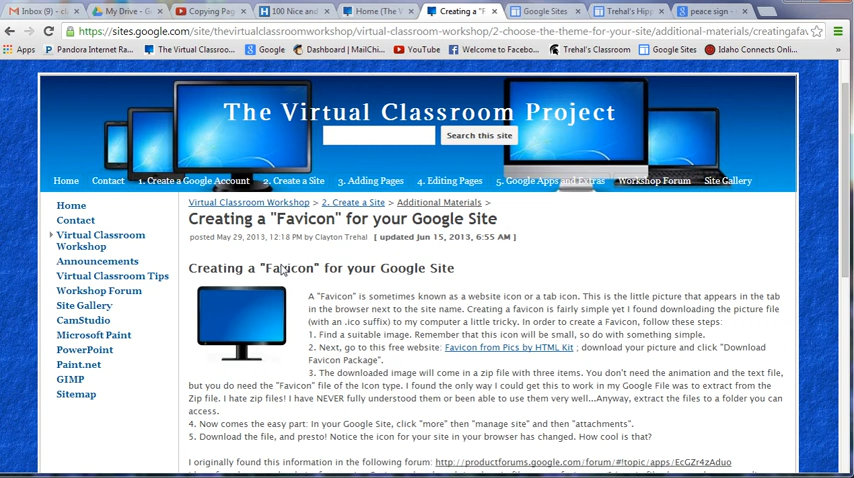 Inbox (9) - cl
My Drive - G
Copying Pag
100 Nice and
Home (The V
Creating a "F
Google Sites
Trehal's Hip
peace sign -
https://sites.google.com/site/thevirtualclassroomworkshop/virtual-classroom-workshop/2-choose-the-theme-for-your-site/additional-materials/creatingafav
Apps
Pandora Internet Ra...
The Virtual Classroo...
Google
Dashboard | MailChi...
YouTube
Welcome to Facebo...
Trehal's Classroom
Google Sites
Idaho Connects Onli...
The Virtual Classroom Project
Search this site
Home Contact 1. Create a Google Account 2. Create a Site 3. Adding Pages 4. Editing Pages 5. Google Apps and Extras Workshop Forum Site Gallery
Home
Contact
Virtual Classroom
Workshop
Announcements
Virtual Classroom Tips
Workshop Forum
Site Gallery
CamStudio
Microsoft Paint
PowerPoint
Paint.net
GIMP
Sitemap
Virtual Classroom Workshop > 2. Create a Site > Additional Materials >
Creating a "Favicon" for your Google Site
posted May 29, 2013, 12:18 PM by Clayton Trehal [ updated Jun 15, 2013, 6:55 AM ]
Creating a "Favicon" for your Google Site
A "Favicon" is sometimes known as a website icon or a tab icon. This is the little picture that appears in the tab
in the browser next to the site name. Creating a favicon is fairly simple yet I found downloading the picture file
(with an .ico suffix) to my computer a little tricky. In order to create a Favicon, follow these steps:
1. Find a suitable image. Remember that this icon will be small, so do with something simple.
2. Next, go to this free website: Favicon from Pics by HTML Kit ; download your picture and click "Download
Favicon Package".
3. The downloaded image will come in a zip file with three items. You don't need the animation and the text file,
but you do need the "Favicon" file of the Icon type. I found the only way I could get this to work in my Google File was to extract from the
Zip file. I hate zip files! I have NEVER fully understood them or been able to use them very well...Anyway, extract the files to a folder you can
access.
4. Now comes the easy part: In your Google Site, click "more" then "manage site" and then "attachments".
5. Download the file, and presto! Notice the icon for your site in your browser has changed. How cool is that?
I originally found this information in the following forum: http://productforums.google.com/forum/#!topic/apps/EcGZr4zAduo